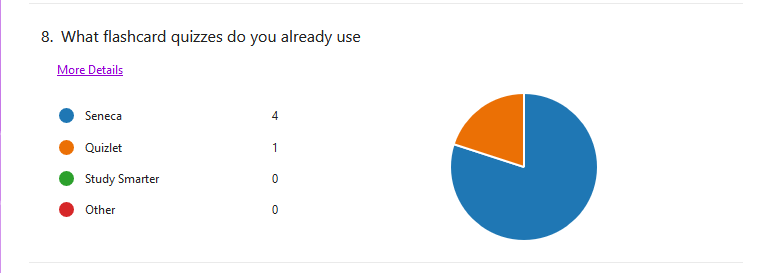 8. What flashcard quizzes do you already use
More Details
Seneca 4
Quizlet 1
Study Smarter 0
Other 0